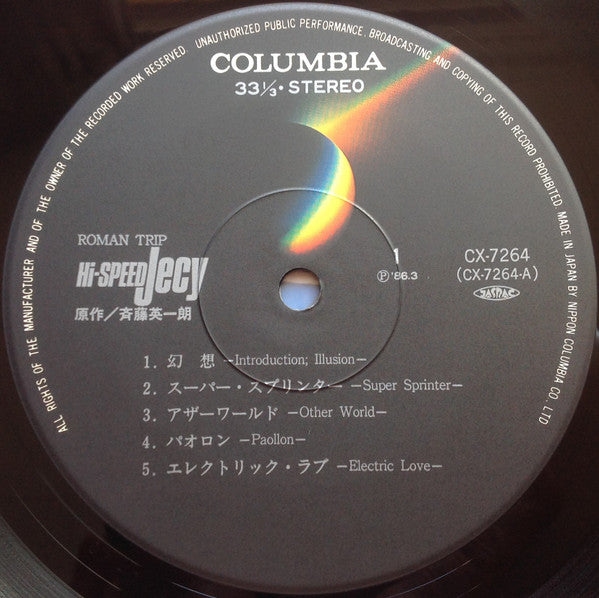 ALL RIGHTS OF THE MANUFACTURER AND OF THE OWNER OF THE RECORDED WORK RESERVED. UNAUTHORIZED PUBLIC PERFORMANCE, BROADCASTING AND COPYING OF THIS RECORD PROHIBITED. MADE IN JAPAN BY NIPPON COLUMBIA CO., LTD
COLUMBIA
33⅓・STEREO
ROMAN TRIP
Hi-SPEED Jecy
原作／斉藤英一朗
1
Ⓟ'86.3
CX-7264
(CX-7264-A)
JASRAC
1. 幻 想 —Introduction; Illusion—
2. スーパー・スプリンター —Super Sprinter—
3. アザーワールド —Other World—
4. パオロン —Paollon—
5. エレクトリック・ラブ —Electric Love—